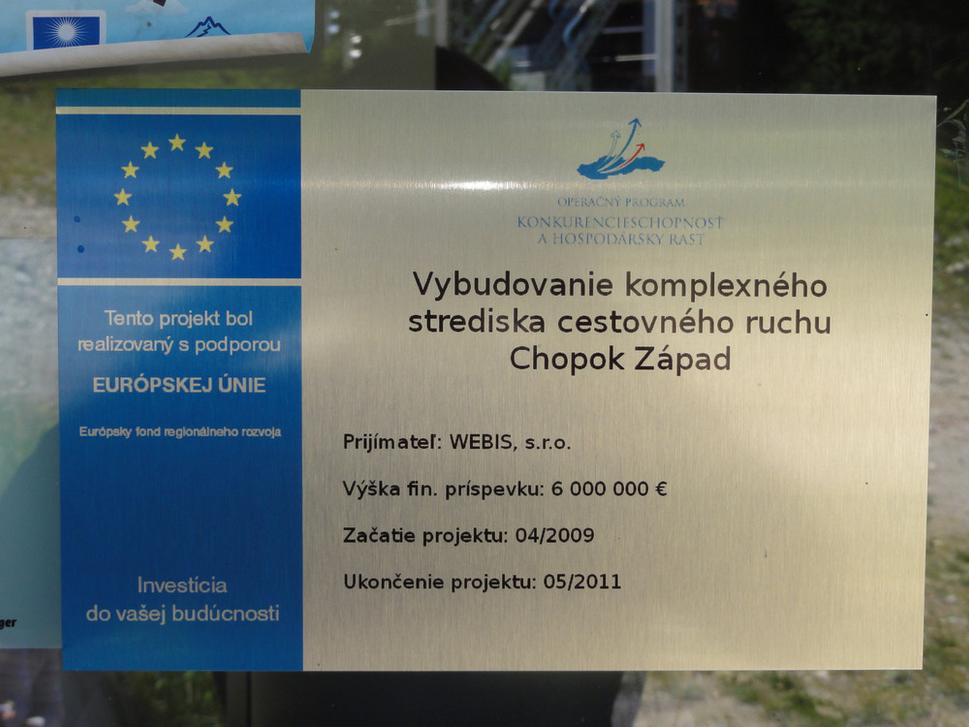 Tento projekt bol
realizovaný s podporou
EURÓPSKEJ ÚNIE
Európsky fond regionálneho rozvoja
Investícia
do vašej budúcnosti
OPERAČNÝ PROGRAM
KONKURENCIESCHOPNOSŤ
A HOSPODÁRSKY RAST
Vybudovanie komplexného
strediska cestovného ruchu
Chopok Západ
Prijímateľ: WEBIS, s.r.o.
Výška fin. príspevku: 6 000 000 €
Začatie projektu: 04/2009
Ukončenie projektu: 05/2011
ger